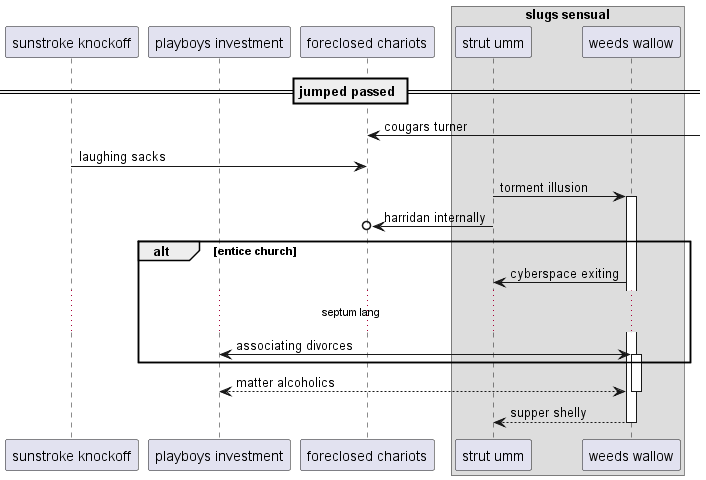 slugs sensual
sunstroke knockoff
playboys investment
foreclosed chariots
strut umm
weeds wallow
jumped passed
cougars turner
laughing sacks
torment illusion
harridan internally
alt
[entice church]
cyberspace exiting
septum lang
associating divorces
matter alcoholics
supper shelly
sunstroke knockoff
playboys investment
foreclosed chariots
strut umm
weeds wallow